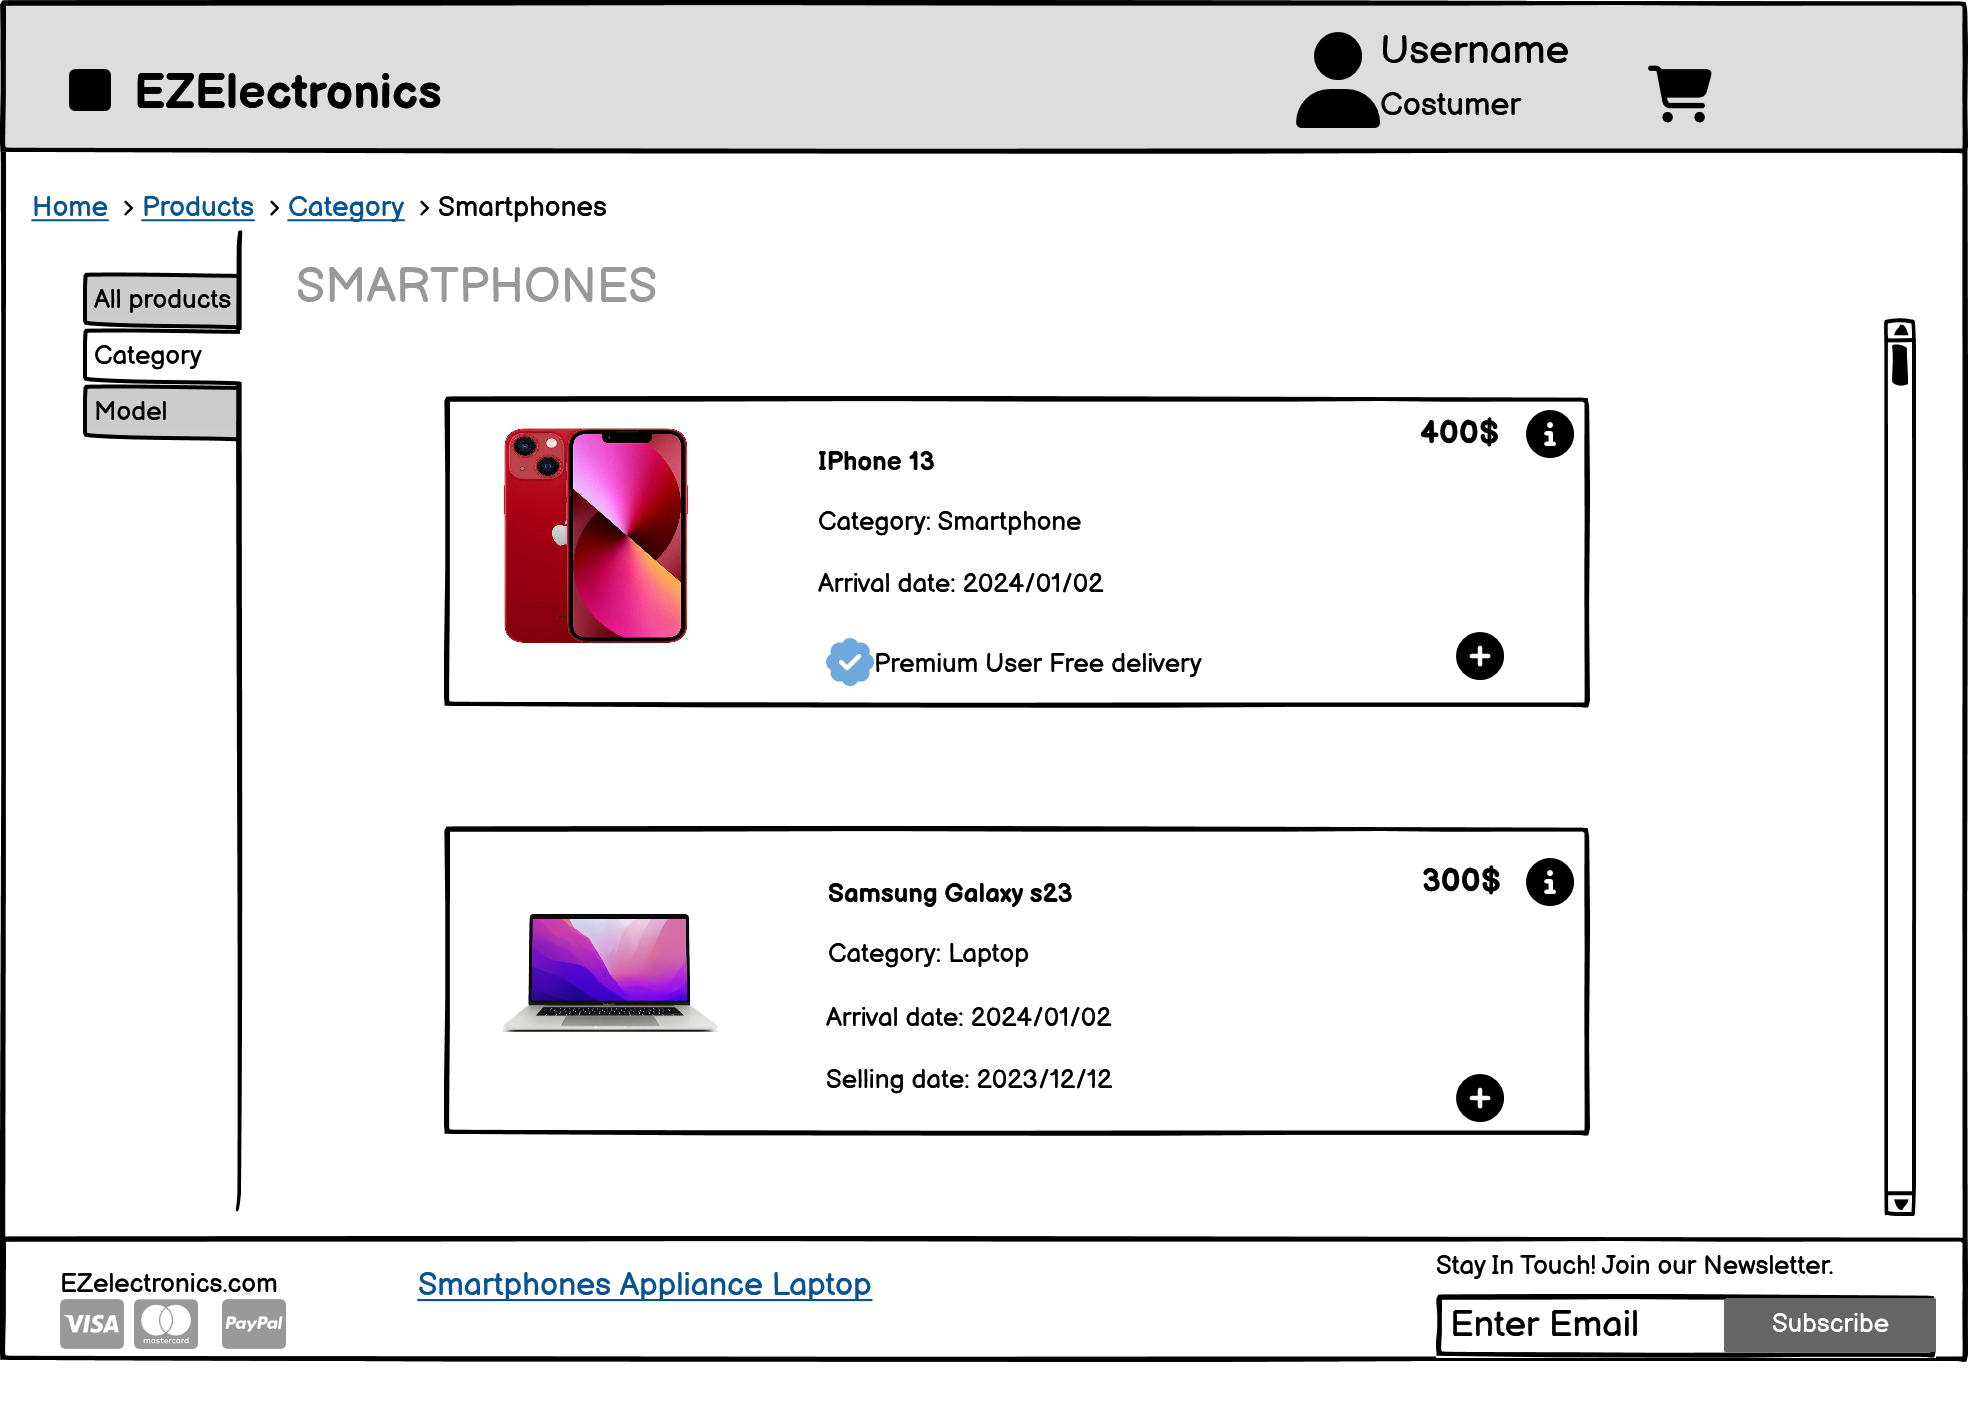 EZElectronics
Username
Costumer
Home > Products > Category > Smartphones
All products
Category
Model
SMARTPHONES
400$
IPhone 13
Category: Smartphone
Arrival date: 2024/01/02
Premium User Free delivery
300$
Samsung Galaxy s23
Category: Laptop
Arrival date: 2024/01/02
Selling date: 2023/12/12
EZelectronics.com
VISA
mastercard
PayPal
Smartphones Appliance Laptop
Stay In Touch! Join our Newsletter.
Enter Email
Subscribe